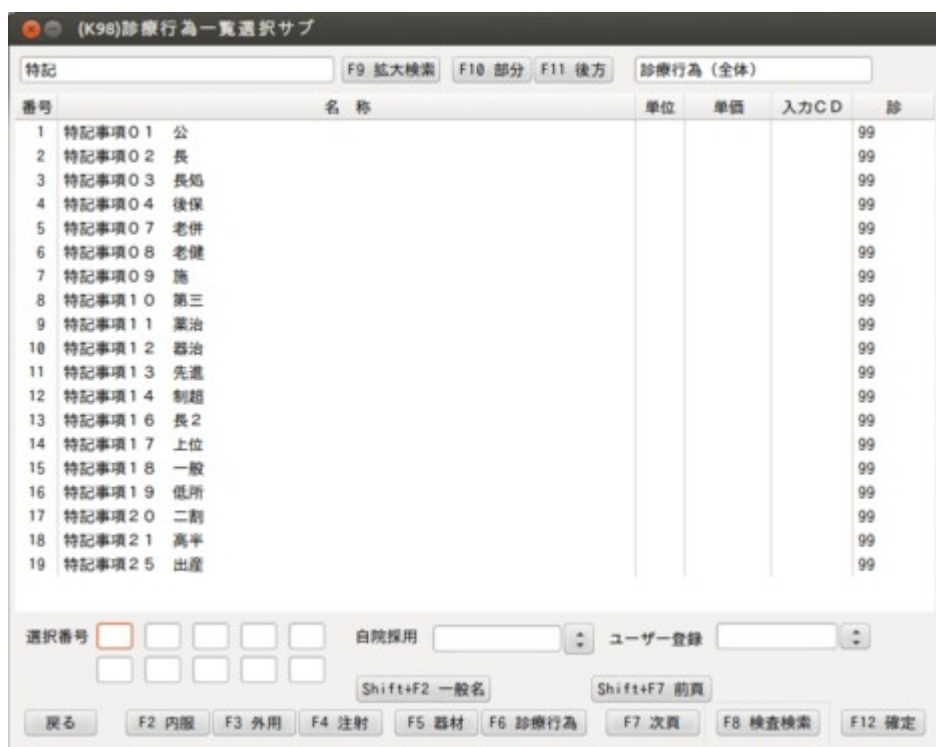 (K98)診療行為一覧選択サブ
特記 F9 拡大検索 F10 部分 F11 後方 診療行為（全体）
番号 名 称 単位 単価 入力ＣＤ 診
1 特記事項０１ 公 99
2 特記事項０２ 長 99
3 特記事項０３ 長処 99
4 特記事項０４ 後保 99
5 特記事項０７ 老併 99
6 特記事項０８ 老健 99
7 特記事項０９ 施 99
8 特記事項１０ 第三 99
9 特記事項１１ 薬治 99
10 特記事項１２ 器治 99
11 特記事項１３ 先進 99
12 特記事項１４ 制超 99
13 特記事項１６ 長２ 99
14 特記事項１７ 上位 99
15 特記事項１８ 一般 99
16 特記事項１９ 低所 99
17 特記事項２０ 二割 99
18 特記事項２１ 高半 99
19 特記事項２５ 出産 99
選択番号 自院採用 ユーザー登録
Shift+F2 一般名 Shift+F7 前頁
戻る F2 内服 F3 外用 F4 注射 F5 器材 F6 診療行為 F7 次頁 F8 検査検索 F12 確定